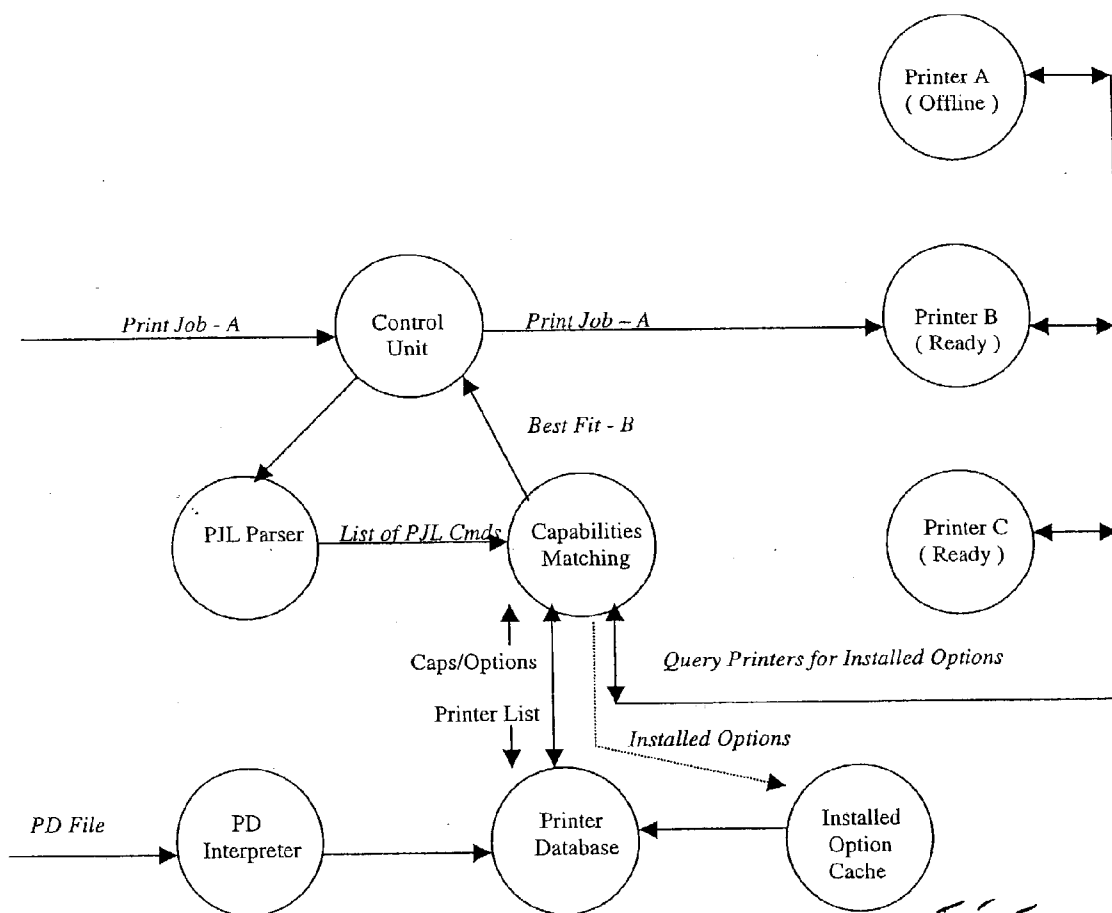 Printer A
( Offline )
Print Job - A
Control
Unit
Print Job - A
Printer B
( Ready )
Best Fit - B
PJL Parser
List of PJL Cmds
Capabilities
Matching
Printer C
( Ready )
Caps/Options
Query Printers for Installed Options
Printer List
Installed Options
PD File
PD
Interpreter
Printer
Database
Installed
Option
Cache